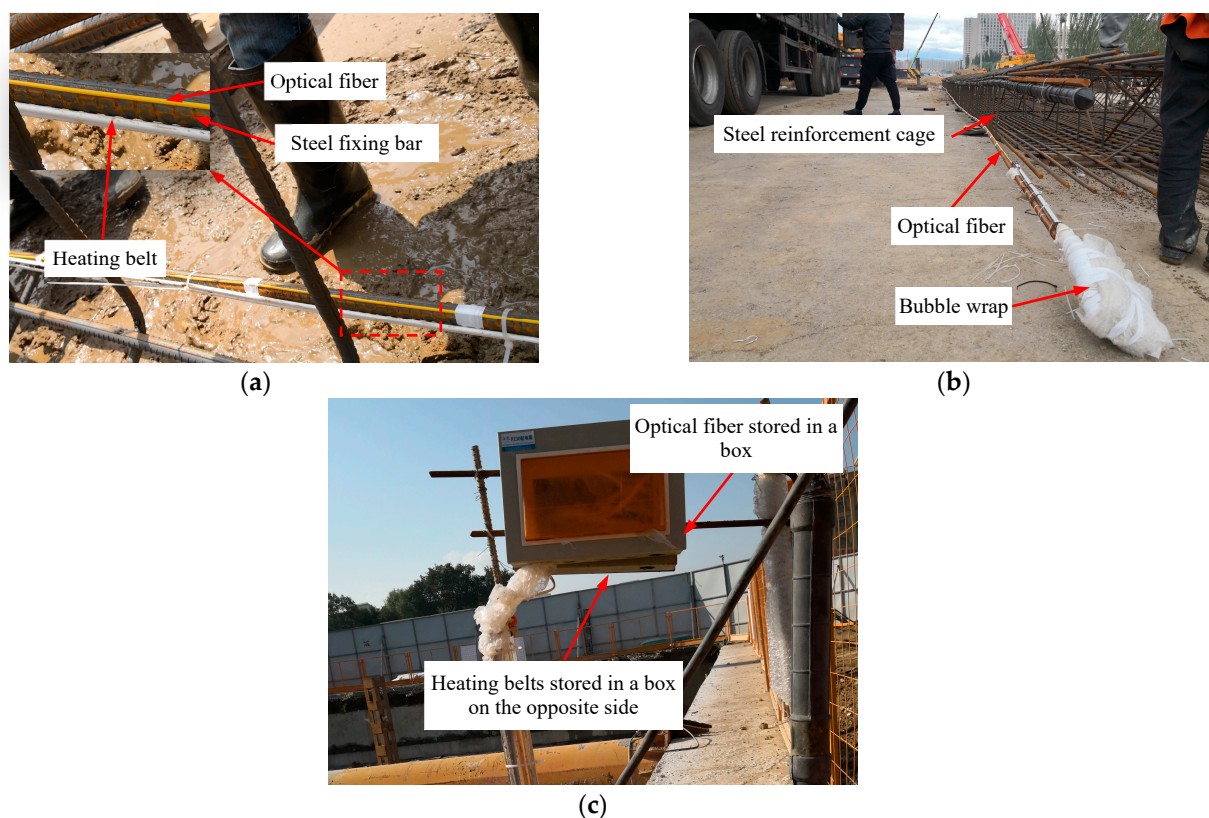 Optical fiber
Steel fixing bar
Heating belt
(a)
Steel reinforcement cage
Optical fiber
Bubble wrap
(b)
Optical fiber stored in a
box
Heating belts stored in a box
on the opposite side
(c)